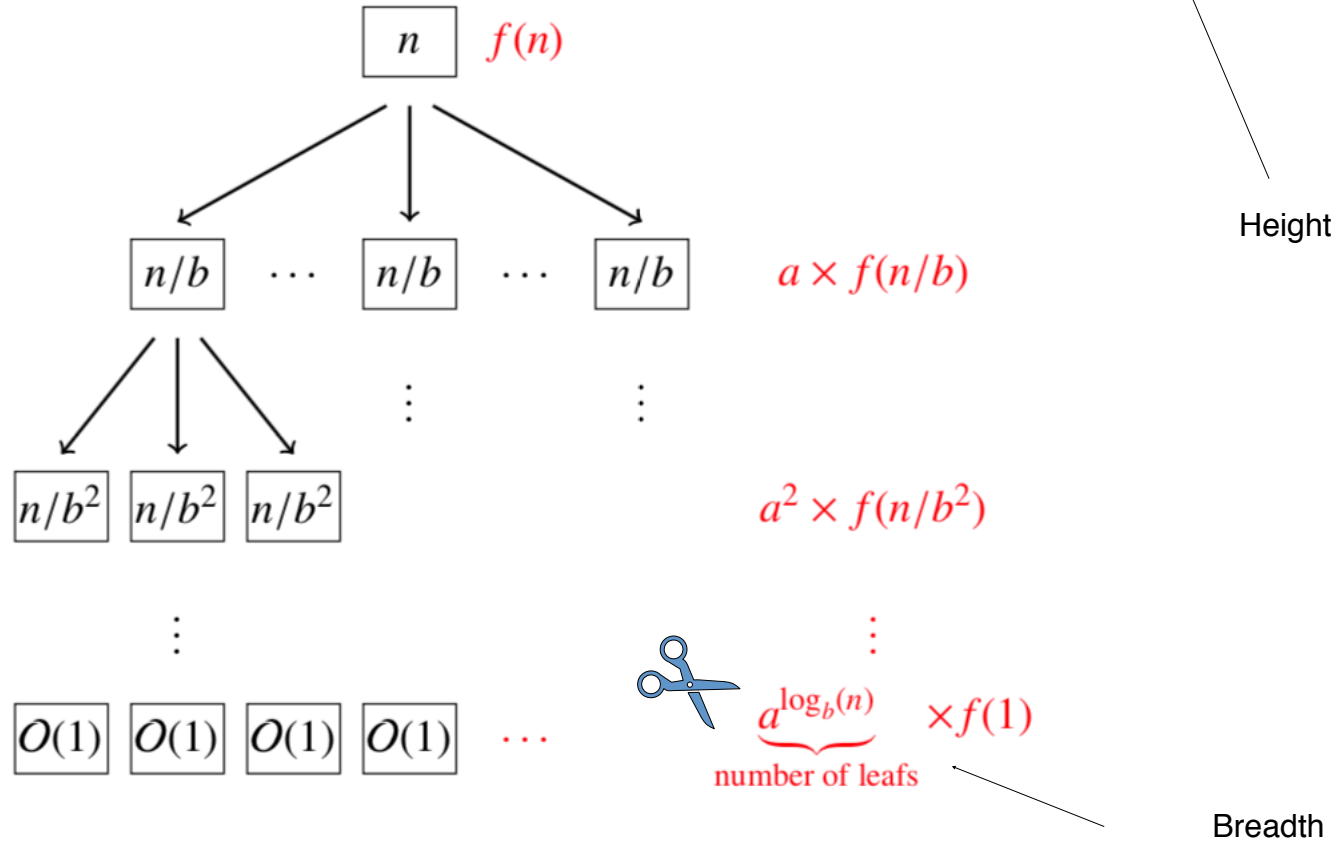 n f(n)
Height
n/b ··· n/b ··· n/b a × f(n/b)
⋮ ⋮
n/b² n/b² n/b² a² × f(n/b²)
⋮ ⋮
O(1) O(1) O(1) O(1) ··· a^{log_b(n)} ×f(1)
number of leafs
Breadth